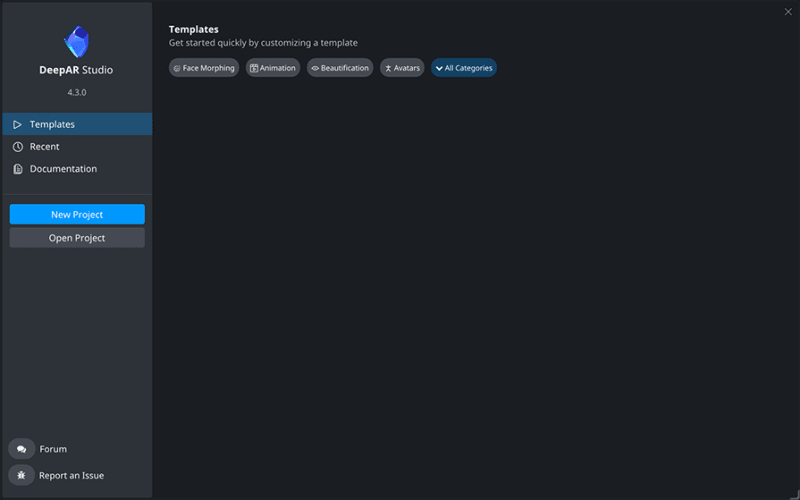 DeepAR Studio
4.3.0
Templates
Recent
Documentation
New Project
Open Project
Forum
Report an Issue
Templates
Get started quickly by customizing a template
Face Morphing
Animation
Beautification
Avatars
All Categories